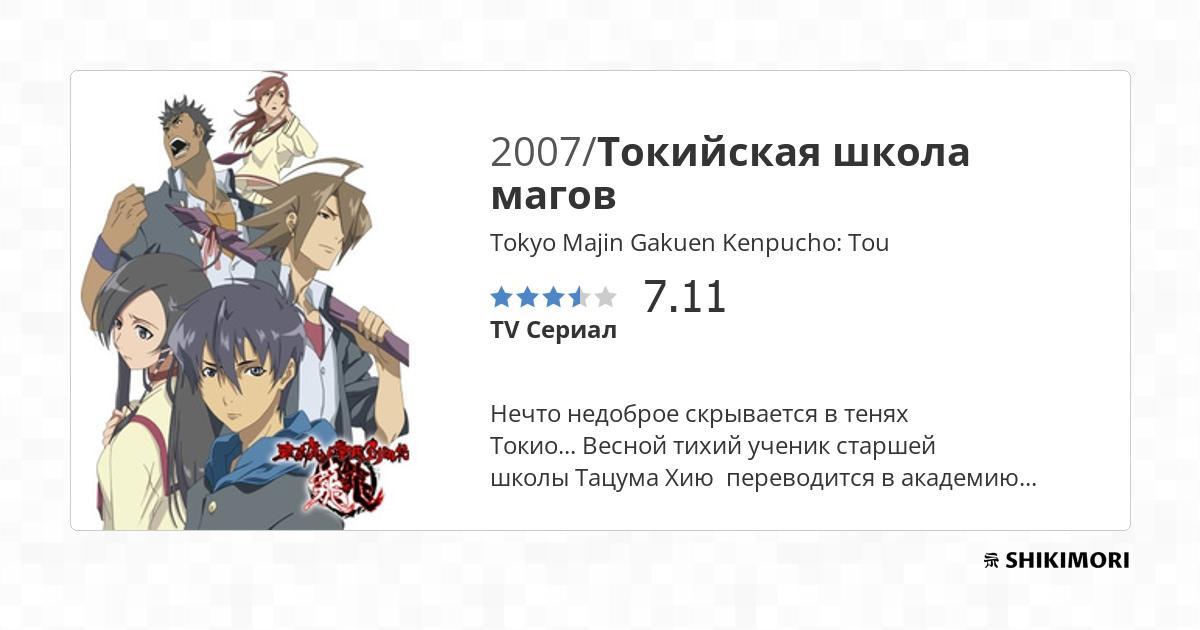 2007/Токийская школа
магов
Tokyo Majin Gakuen Kenpucho: Tou
7.11
TV Сериал
Нечто недоброе скрывается в тенях
Токио... Весной тихий ученик старшей
школы Тацума Хию переводится в академию...
SHIKIMORI